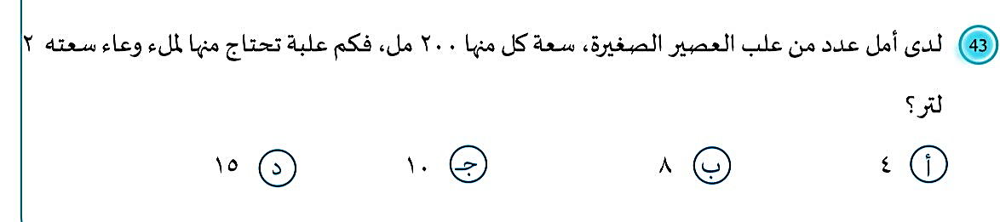 43 لدى أمل عدد من علب العصير الصغيرة، سعة كل منها ٢٠٠ مل، فكم علبة تحتاج منها لملء وعاء سعته ٢
لتر؟
أ ٤ ب ٨ جـ ١٠ د ١٥